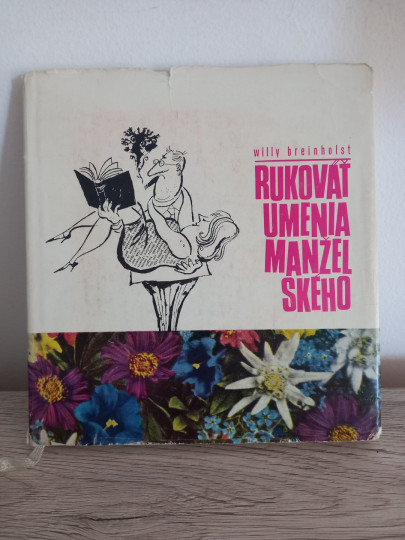 willy breinholst
RUKOVÄŤ
UMENIA
MANŽEL
SKÉHO